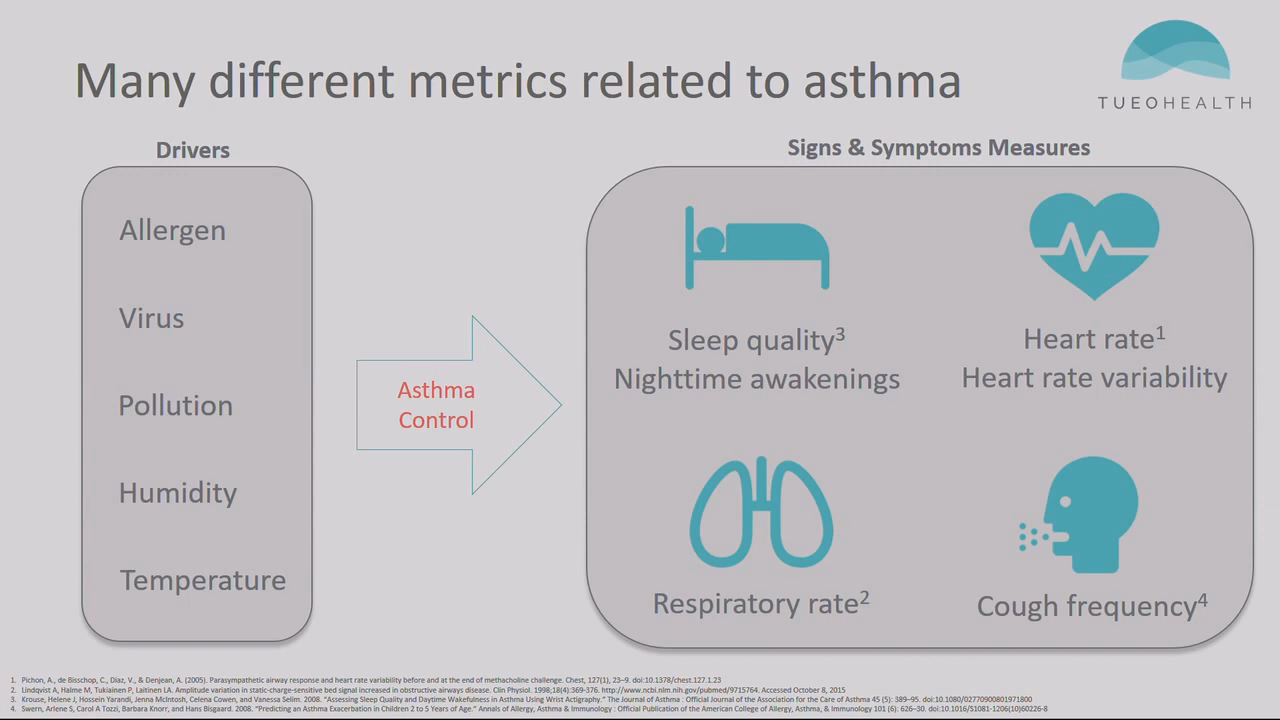 Many different metrics related to asthma
TUEOHEALTH
Drivers
Allergen
Virus
Pollution
Humidity
Temperature
Asthma
Control
Signs & Symptoms Measures
Sleep quality3
Nighttime awakenings
Heart rate1
Heart rate variability
Respiratory rate2
Cough frequency4
1. Pichon, A., de Bisschop, C., Diaz, V., & Denjean, A. (2005). Parasympathetic airway response and heart rate variability before and at the end of methacholine challenge. Chest, 127(1), 23–9. doi:10.1378/chest.127.1.23
2. Lindqvist A, Halme M, Tukiainen P, Laitinen LA. Amplitude variation in static-charge-sensitive bed signal increased in obstructive airways disease. Clin Physiol. 1998;18(4):369-376. http://www.ncbi.nlm.nih.gov/pubmed/9715764. Accessed October 8, 2015
3. Krouse, Helene J, Hossein Yarandi, Jenna McIntosh, Celena Cowen, and Vanessa Selim. 2008. "Assessing Sleep Quality and Daytime Wakefulness in Asthma Using Wrist Actigraphy." The Journal of Asthma : Official Journal of the Association for the Care of Asthma 45 (5): 389–95. doi:10.1080/02770900801971800
4. Swern, Arlene S, Carol A Tozzi, Barbara Knorr, and Hans Bisgaard. 2008. "Predicting an Asthma Exacerbation in Children 2 to 5 Years of Age." Annals of Allergy, Asthma & Immunology : Official Publication of the American College of Allergy, Asthma, & Immunology 101 (6): 626–30. doi:10.1016/S1081-1206(10)60226-8